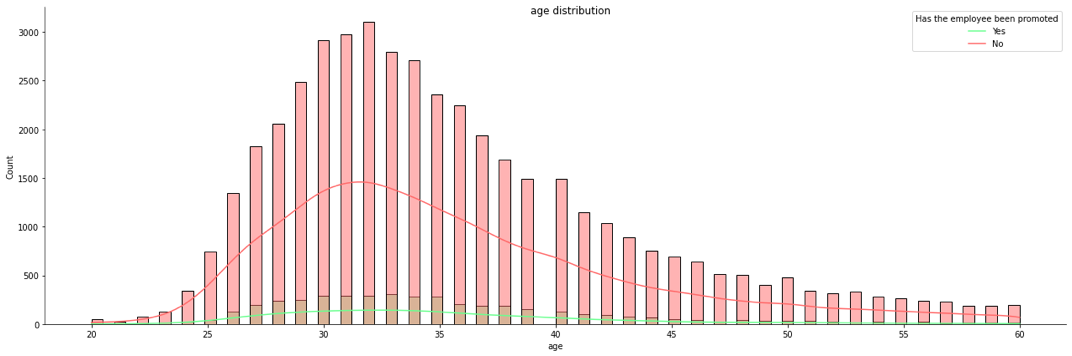 age distribution
Has the employee been promoted
Yes
No
3000
2500
2000
1500
1000
500
0
Count
20 25 30 35 40 45 50 55 60
age